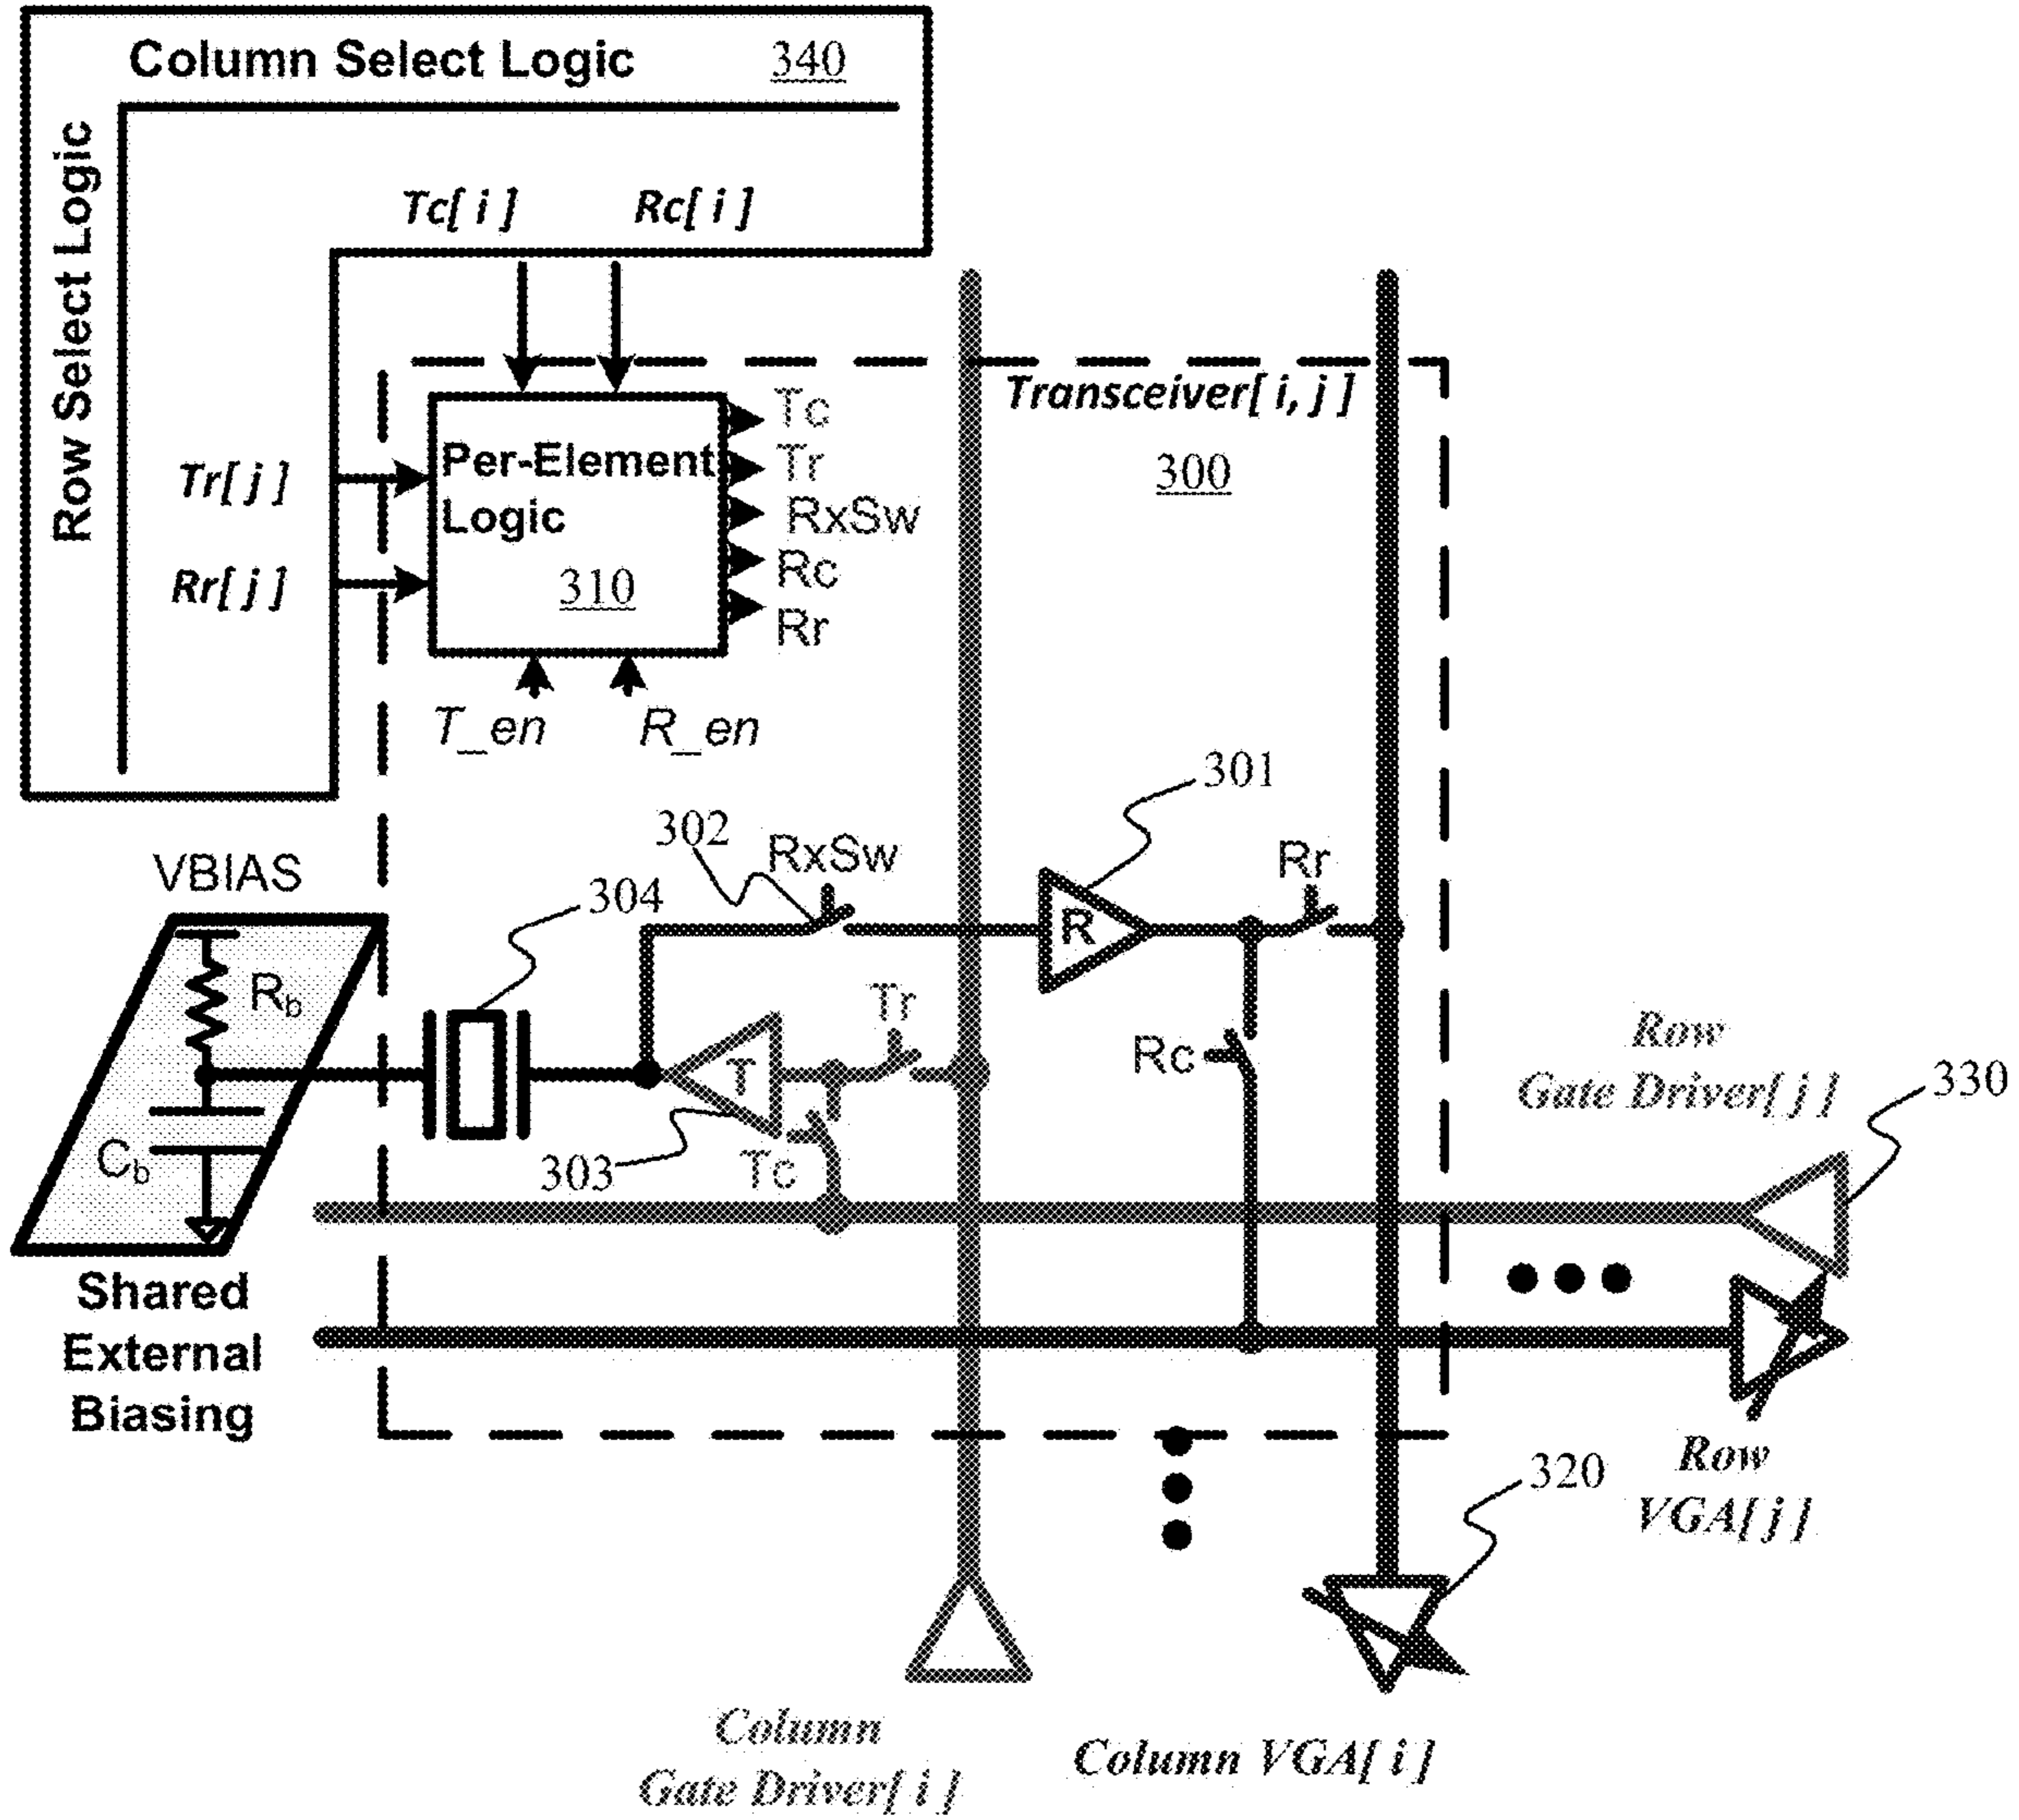 Column Select Logic 340
Row Select Logic
Tc[ i ] Rc[ i ]
Transceiver[ i, j ]
300
Tr[ j ]
Rr[ j ]
Per-Element
Logic
310
Tc
Tr
RxSw
Rc
Rr
T_en R_en
301
302
RxSw
Rr
VBIAS
304
Rb
Tr
Rc
Row
Gate Driver[ j ]
330
R
T
Cb
303
Tc
Shared
External
Biasing
Row
VGA[ j ]
320
Column
Gate Driver[ i ]
Column VGA[ i ]